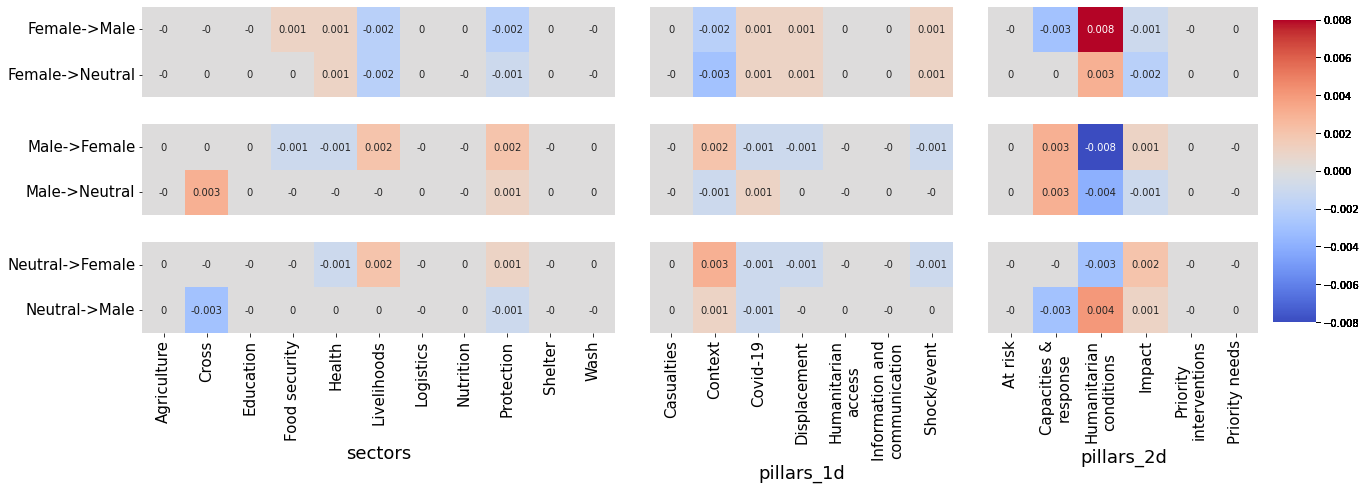 Female->Male -0 -0 -0 0.001 0.001 -0.002 0 -0 -0.002 -0 -0 0 -0.002 0.001 0.001 0 0 0.001 0 -0.003 0.008 -0.001 -0 0 0.008
Female->Neutral -0 0 0 0 0.001 -0.002 0 -0 -0.001 0 -0 -0 -0.003 0.001 0.001 0 0 0.001 0 0 0.003 -0.002 0 0 0.006
0.004
Male->Female 0 0 0 -0.001 -0.001 0.002 -0 0 0.002 -0 0 0 0.002 -0.001 -0.001 -0 -0 -0.001 0 0.003 -0.008 0.001 0 -0 0.002
0.000
Male->Neutral -0 0.003 0 -0 -0 -0 -0 0 0.001 0 -0 -0 -0.001 0.001 0 -0 0 -0 0 0.003 -0.004 -0.001 0 -0 −0.002
Neutral->Female 0 -0 -0 -0 -0.001 0.002 -0 0 0.001 -0 0 0 0.003 -0.001 -0.001 -0 -0 -0.001 -0 -0 -0.003 0.002 -0 -0 −0.004
Neutral->Male 0 -0.003 -0 0 0 0 -0 -0 -0.001 -0 0 0 0.001 -0.001 -0 0 -0 0 -0 -0.003 0.004 0.001 -0 0 −0.006
−0.008
Agriculture
Cross
Education
Food security
Health
Livelihoods
Logistics
Nutrition
Protection
Shelter
Wash
sectors
Casualties
Context
Covid-19
Displacement
Humanitarian
access
Information and
communication
Shock/event
pillars_1d
At risk
Capacities &
response
Humanitarian
conditions
Impact
Priority
interventions
Priority needs
pillars_2d